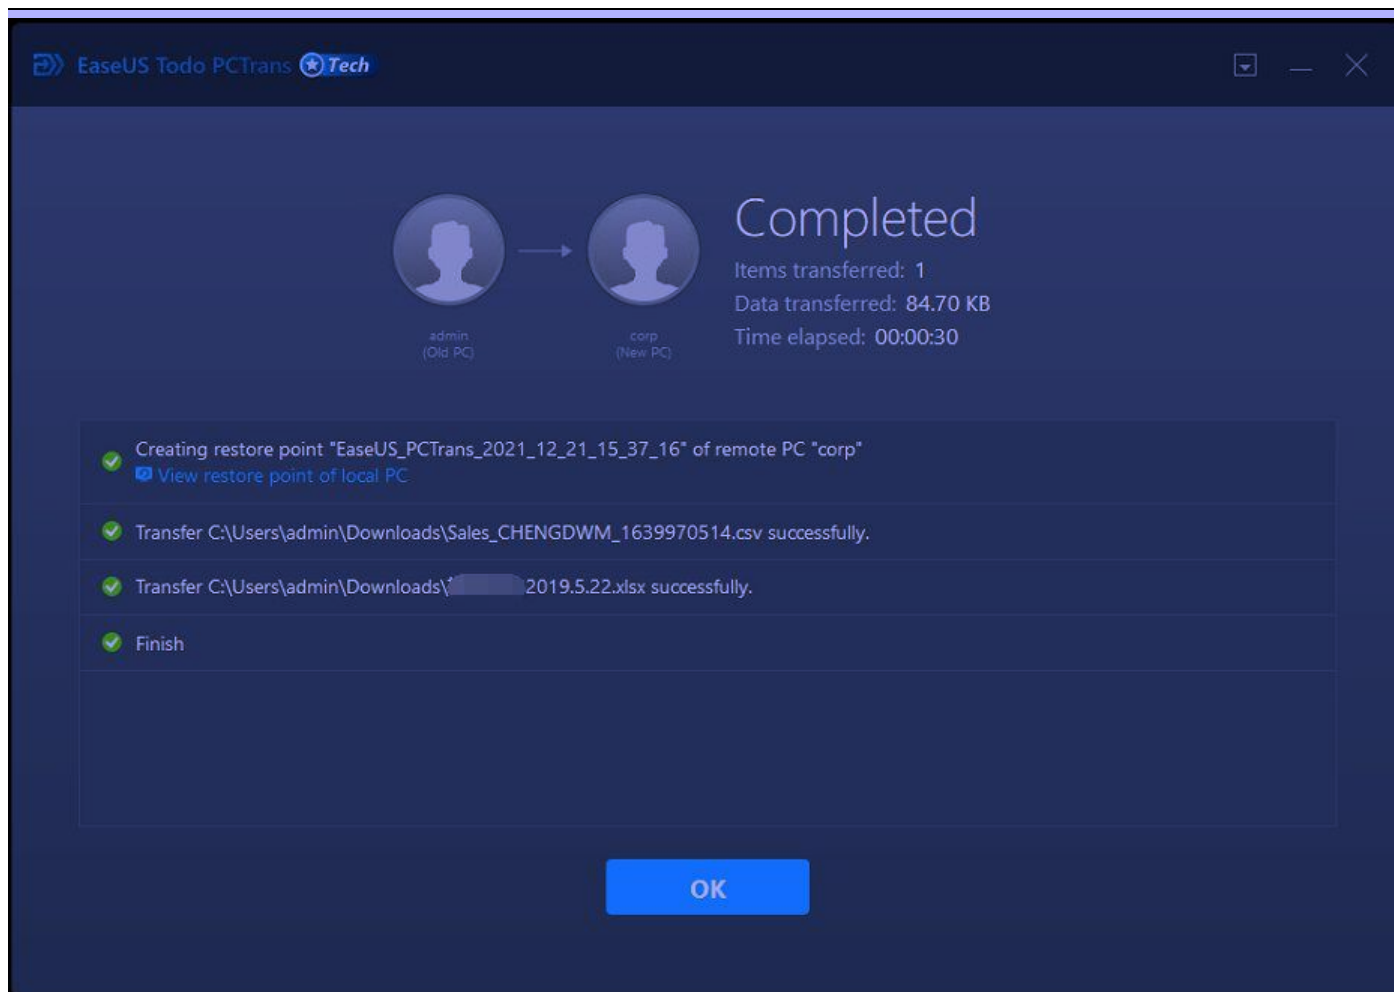 EaseUS Todo PCTrans Tech
Completed
Items transferred: 1
Data transferred: 84.70 KB
Time elapsed: 00:00:30
admin
(Old PC)
corp
(New PC)
Creating restore point "EaseUS_PCTrans_2021_12_21_15_37_16" of remote PC "corp"
View restore point of local PC
Transfer C:\Users\admin\Downloads\Sales_CHENGDWM_1639970514.csv successfully.
Transfer C:\Users\admin\Downloads\ 2019.5.22.xlsx successfully.
Finish
OK